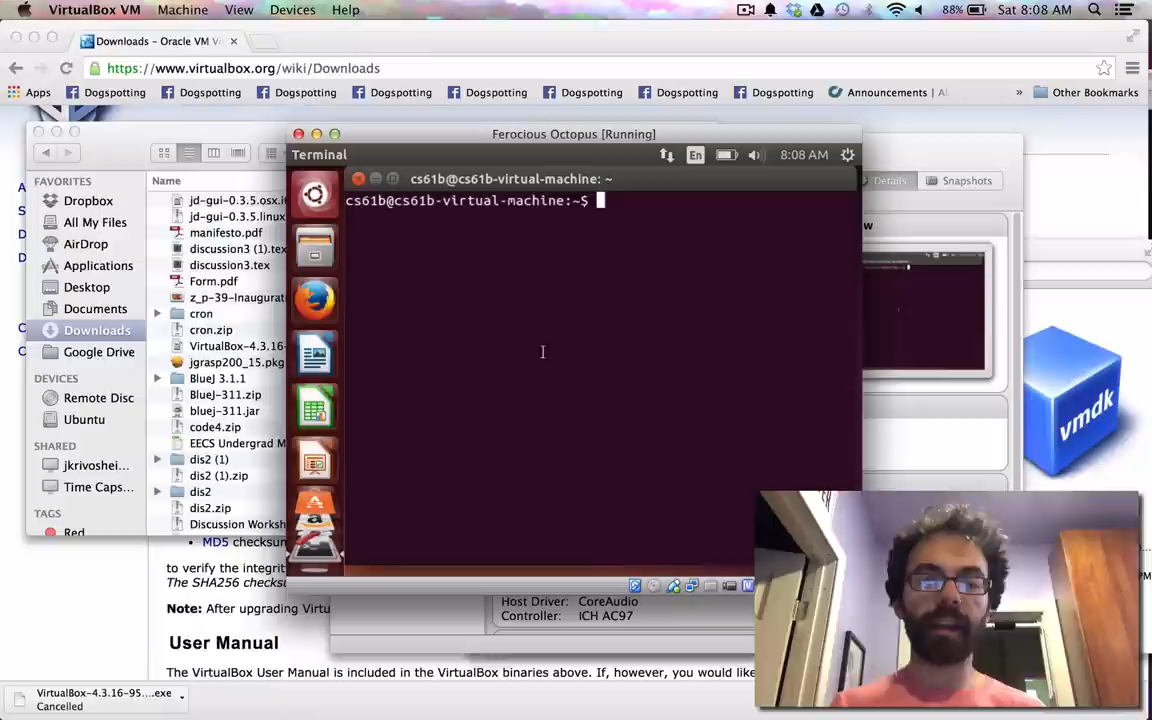 VirtualBox VM Machine View Devices Help 88% Sat 8:08 AM
Downloads – Oracle VM Vi
https://www.virtualbox.org/wiki/Downloads
Apps Dogspotting Dogspotting Dogspotting Dogspotting Dogspotting Dogspotting Dogspotting Dogspotting Announcements | Al » Other Bookmarks
Ferocious Octopus [Running]
Terminal En 8:08 AM
cs61b@cs61b-virtual-machine: ~
cs61b@cs61b-virtual-machine:~$
FAVORITES
Dropbox
All My Files
AirDrop
Applications
Desktop
Documents
Downloads
Google Drive
DEVICES
Remote Disc
Ubuntu
SHARED
jkrivoshei...
Time Caps...
TAGS
Red
Name
jd-gui-0.3.5.osx.i
jd-gui-0.3.5.linux
manifesto.pdf
discussion3 (1).tex
discussion3.tex
Form.pdf
z_p-39-Inaugurat
cron
cron.zip
VirtualBox-4.3.16-
jgrasp200_15.pkg
BlueJ 3.1.1
BlueJ-311.zip
bluej-311.jar
code4.zip
EECS Undergrad M
dis2 (1)
dis2 (1).zip
dis2
dis2.zip
Discussion Worksh
Details Snapshots
w
vmdk
MD5 checksum
to verify the integrit
The SHA256 checksu
Note: After upgrading Virtu
Host Driver: CoreAudio
Controller: ICH AC97
User Manual
The VirtualBox User Manual is included in the VirtualBox binaries above. If, however, you would like
VirtualBox-4.3.16-95....exe
Cancelled